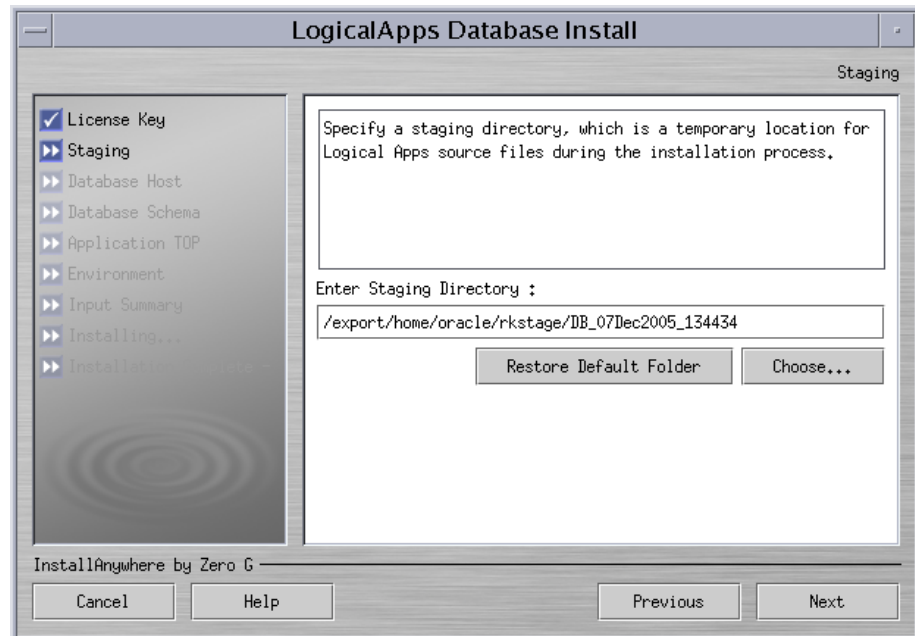 LogicalApps Database Install
Staging
License Key
Staging
Database Host
Database Schema
Application TOP
Environment
Input Summary
Installing...
Specify a staging directory, which is a temporary location for
Logical Apps source files during the installation process.
Enter Staging Directory :
/export/home/oracle/rkstage/DB_07Dec2005_134434
Restore Default Folder
Choose...
InstallAnywhere by Zero G
Cancel
Help
Previous
Next